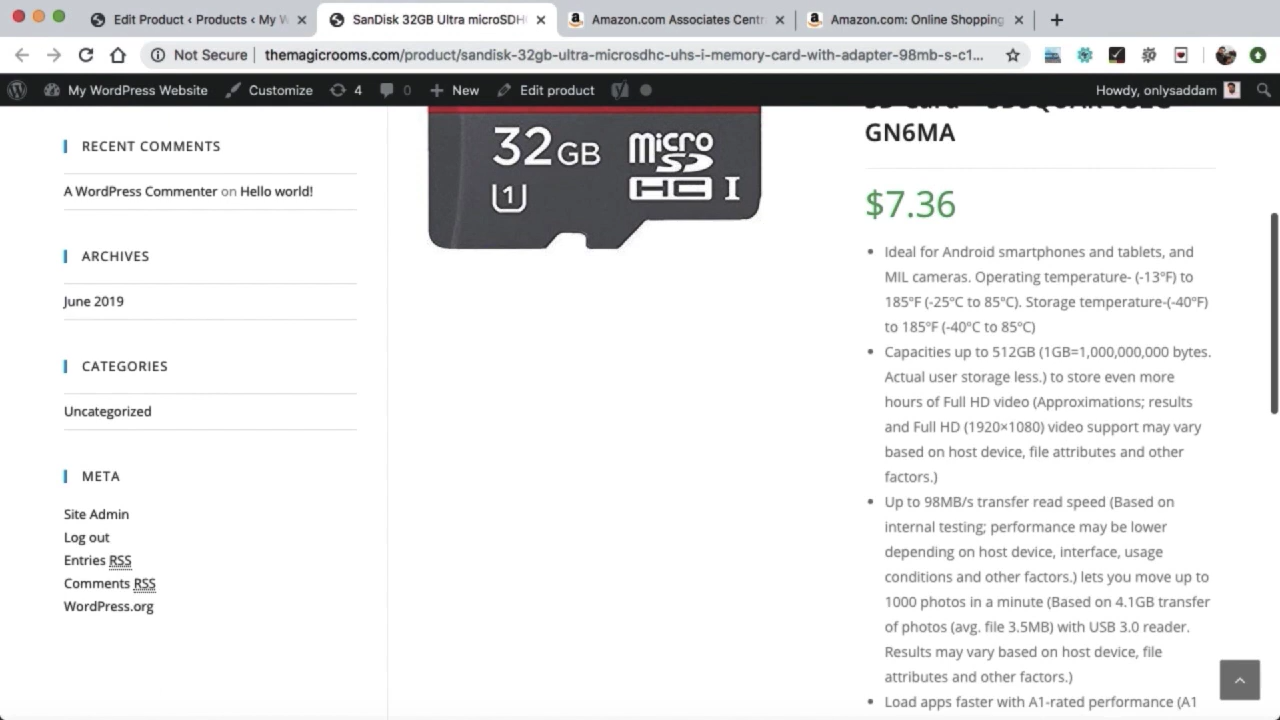 Edit Product ‹ Products ‹ My W
SanDisk 32GB Ultra microSDH
Amazon.com Associates Centr
Amazon.com: Online Shopping
Not Secure
themagicrooms.com/product/sandisk-32gb-ultra-microsdhc-uhs-i-memory-card-with-adapter-98mb-s-c1...
My WordPress Website
Customize
4
0
New
Edit product
Howdy, onlysaddam
GN6MA
32GB
micro
SD
HC I
1
$7.36
RECENT COMMENTS
A WordPress Commenter on Hello world!
ARCHIVES
June 2019
CATEGORIES
Uncategorized
META
Site Admin
Log out
Entries RSS
Comments RSS
WordPress.org
Ideal for Android smartphones and tablets, and
MIL cameras. Operating temperature- (-13ºF) to
185ºF (-25ºC to 85ºC). Storage temperature-(-40ºF)
to 185ºF (-40ºC to 85ºC)
Capacities up to 512GB (1GB=1,000,000,000 bytes.
Actual user storage less.) to store even more
hours of Full HD video (Approximations; results
and Full HD (1920×1080) video support may vary
based on host device, file attributes and other
factors.)
Up to 98MB/s transfer read speed (Based on
internal testing; performance may be lower
depending on host device, interface, usage
conditions and other factors.) lets you move up to
1000 photos in a minute (Based on 4.1GB transfer
of photos (avg. file 3.5MB) with USB 3.0 reader.
Results may vary based on host device, file
attributes and other factors.)
Load apps faster with A1-rated performance (A1